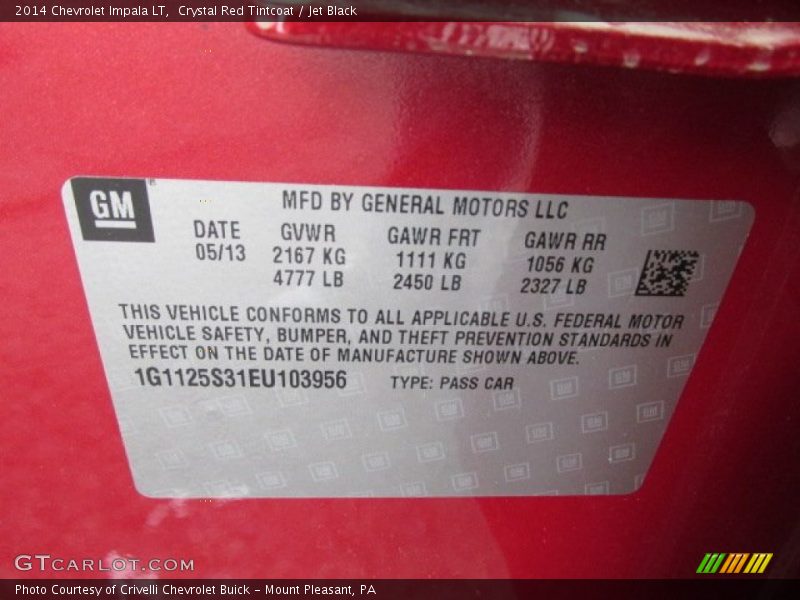 2014 Chevrolet Impala LT, Crystal Red Tintcoat / Jet Black
GM
MFD BY GENERAL MOTORS LLC
DATE GVWR GAWR FRT GAWR RR
05/13 2167 KG 1111 KG 1056 KG
4777 LB 2450 LB 2327 LB
THIS VEHICLE CONFORMS TO ALL APPLICABLE U.S. FEDERAL MOTOR
VEHICLE SAFETY, BUMPER, AND THEFT PREVENTION STANDARDS IN
EFFECT ON THE DATE OF MANUFACTURE SHOWN ABOVE.
1G1125S31EU103956 TYPE: PASS CAR
GTCARLOT.COM
Photo Courtesy of Crivelli Chevrolet Buick - Mount Pleasant, PA